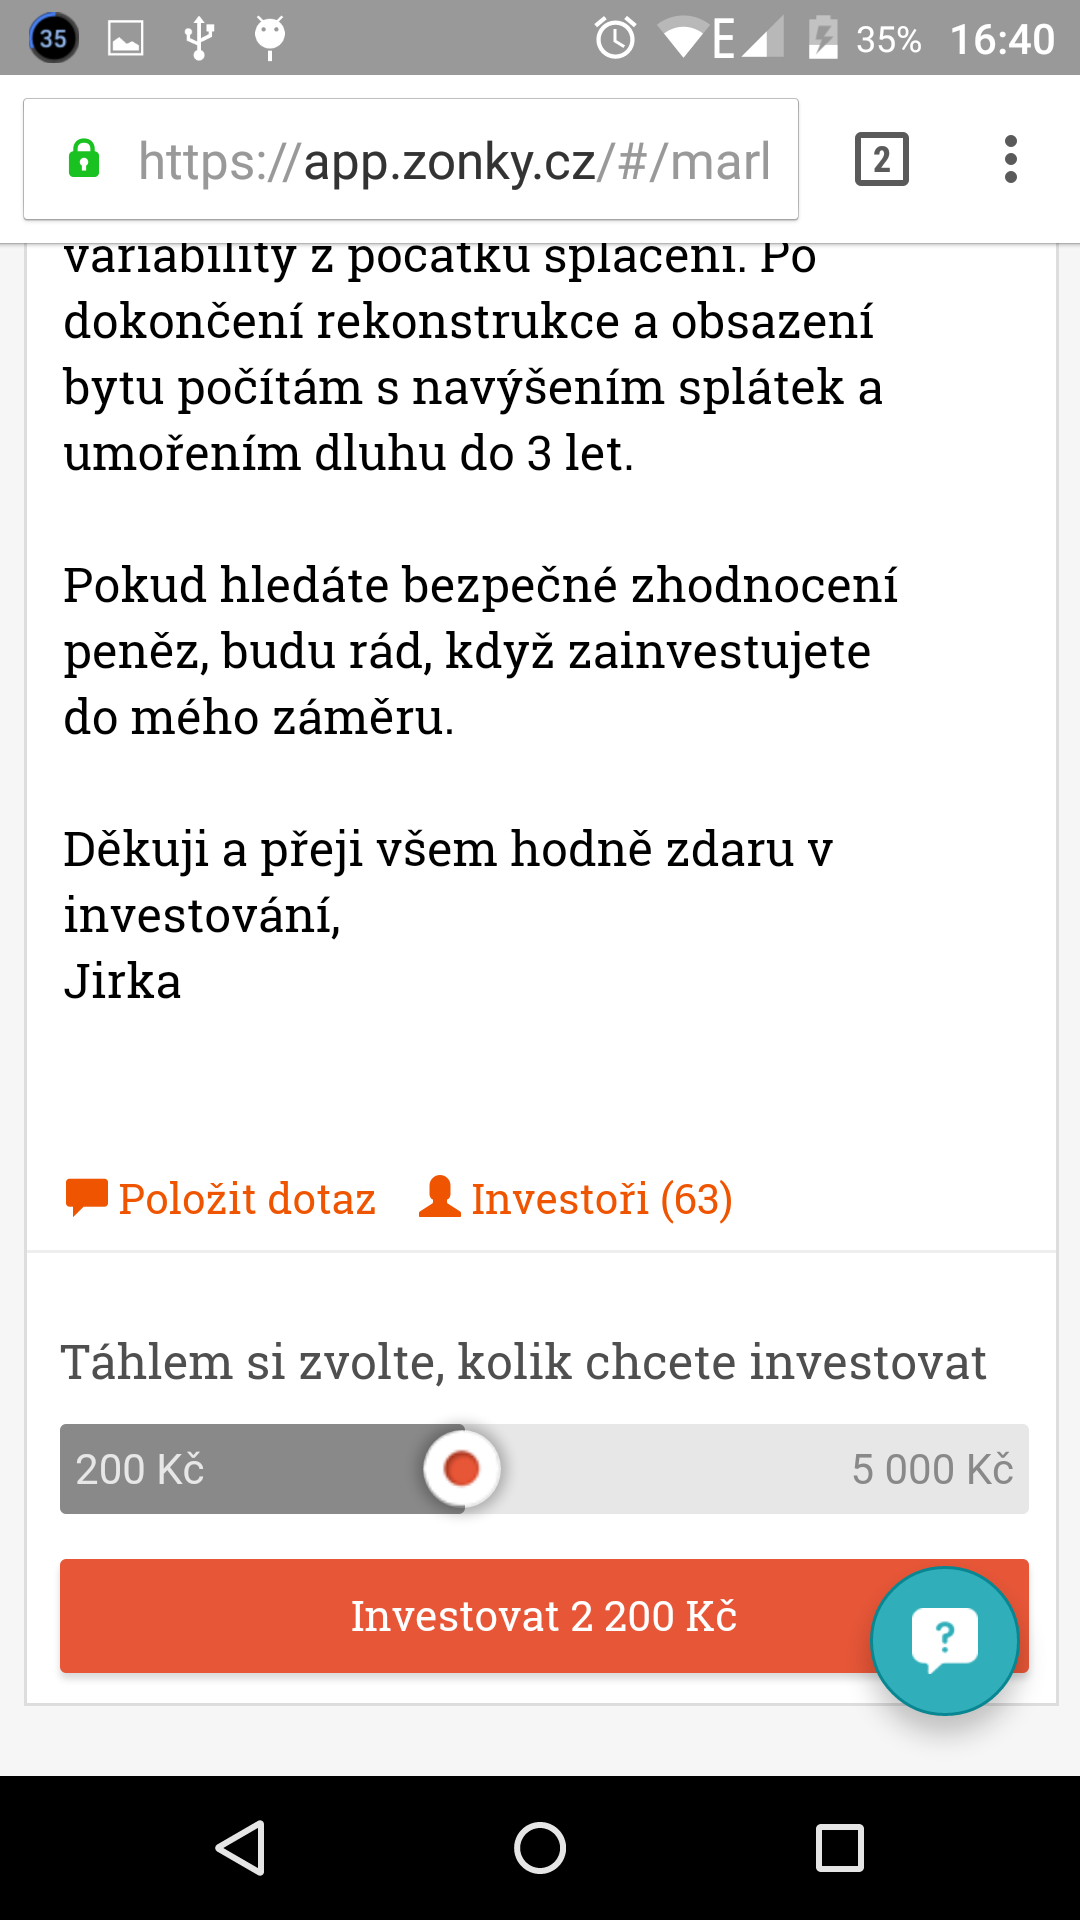 35
E
35%
16:40
https://app.zonky.cz/#/marl
2
variability z počátku splácení. Po
dokončení rekonstrukce a obsazení
bytu počítám s navýšením splátek a
umořením dluhu do 3 let.
Pokud hledáte bezpečné zhodnocení
peněz, budu rád, když zainvestujete
do mého záměru.
Děkuji a přeji všem hodně zdaru v
investování,
Jirka
Položit dotaz
Investoři (63)
Táhlem si zvolte, kolik chcete investovat
200 Kč
5 000 Kč
Investovat 2 200 Kč
?